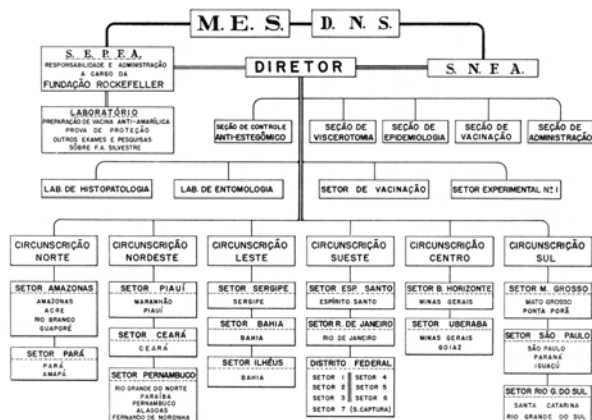 M. E. S.
D. N. S.
S. E. P. F. A.
RESPONSABILIDADE E ADMINISTRAÇÃO
A CARGO DA
FUNDAÇÃO ROCKEFELLER
DIRETOR
S. N. F. A.
LABORATÓRIO
PREPARAÇÃO DE VACINA ANTI-AMARÍLICA
PROVA DE PROTEÇÃO
OUTROS EXAMES E PESQUISAS
SÔBRE F.A. SILVESTRE
SEÇÃO DE CONTROLE
ANTI-ESTEGÔMICO
SEÇÃO DE
VISCEROTOMIA
SEÇÃO DE
EPIDEMIOLOGIA
SEÇÃO DE
VACINAÇÃO
SEÇÃO DE
ADMINISTRAÇÃO
LAB. DE HISTOPATOLOGIA
LAB. DE ENTOMOLOGIA
SETOR DE VACINAÇÃO
SETOR EXPERIMENTAL Nº 1
CIRCUNSCRIÇÃO
NORTE
CIRCUNSCRIÇÃO
NORDESTE
CIRCUNSCRIÇÃO
LESTE
CIRCUNSCRIÇÃO
SUESTE
CIRCUNSCRIÇÃO
CENTRO
CIRCUNSCRIÇÃO
SUL
SETOR AMAZONAS
AMAZONAS
ACRE
RIO BRANCO
GUAPORÉ
SETOR PARÁ
PARÁ
AMAPÁ
SETOR PIAUÍ
MARANHÃO
PIAUÍ
SETOR CEARÁ
CEARÁ
SETOR PERNAMBUCO
RIO GRANDE DO NORTE
PARAÍBA
PERNAMBUCO
ALAGOAS
FERNANDO DE NORONHA
SETOR SERGIPE
SERGIPE
SETOR BAHIA
BAHIA
SETOR ILHÉUS
BAHIA
SETOR ESP. SANTO
ESPÍRITO SANTO
SETOR R. DE JANEIRO
RIO DE JANEIRO
DISTRITO FEDERAL
SETOR 1 SETOR 4
SETOR 2 SETOR 5
SETOR 3 SETOR 6
SETOR 7 (S. CAPTURA)
SETOR B. HORIZONTE
MINAS GERAIS
SETOR UBERABA
MINAS GERAIS
GOIAZ
SETOR M. GROSSO
MATO GROSSO
PONTA PORÃ
SETOR SÃO PAULO
SÃO PAULO
PARANÁ
IGUAÇÚ
SETOR RIO G. DO SUL
SANTA CATARINA
RIO GRANDE DO SUL